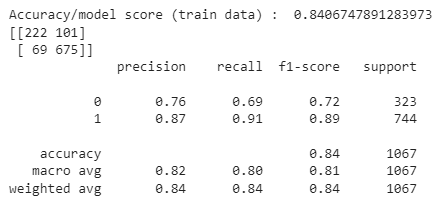 Accuracy/model score (train data) :  0.8406747891283973
[[222 101]
 [ 69 675]]
              precision    recall  f1-score   support

           0       0.76      0.69      0.72       323
           1       0.87      0.91      0.89       744

    accuracy                           0.84      1067
   macro avg       0.82      0.80      0.81      1067
weighted avg       0.84      0.84      0.84      1067